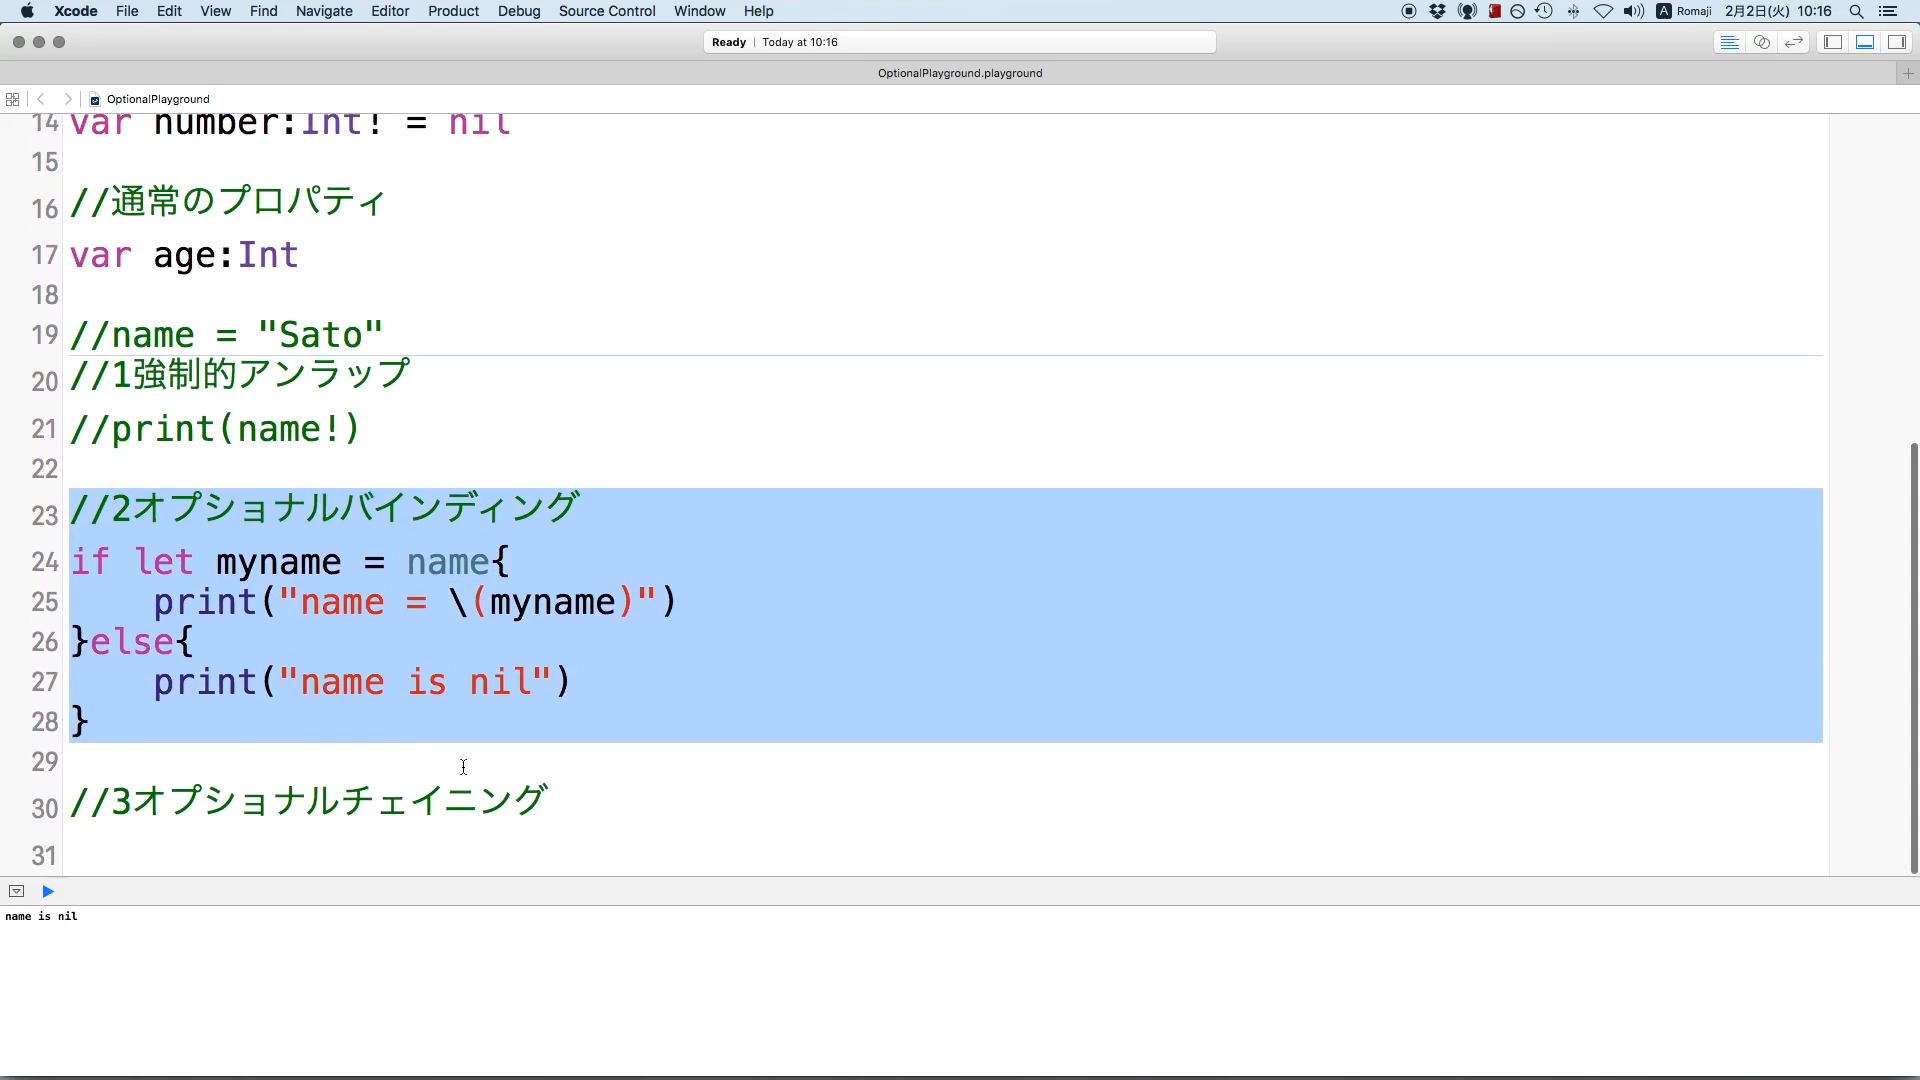 Xcode File Edit View Find Navigate Editor Product Debug Source Control Window Help A Romaji 2月2日(火) 10:16
Ready | Today at 10:16
OptionalPlayground.playground
OptionalPlayground
14 var number:Int! = nil
15
16 //通常のプロパティ
17 var age:Int
18
19 //name = "Sato"
20 //1強制的アンラップ
21 //print(name!)
22
23 //2オプショナルバインディング
24 if let myname = name{
25 print("name = \(myname)")
26 }else{
27 print("name is nil")
28 }
29
30 //3オプショナルチェイニング
31
name is nil